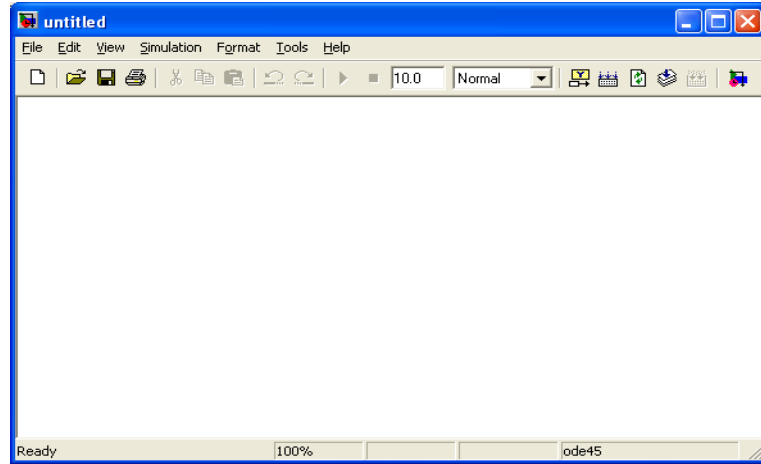 untitled
File Edit View Simulation Format Tools Help
10.0 Normal
Ready 100% ode45